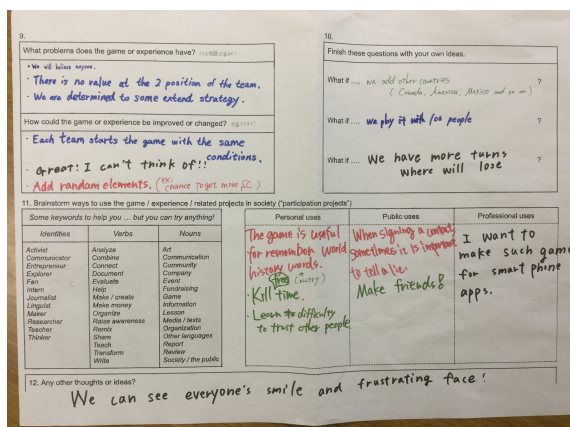 9.
What problems does the game or experience have?
・We will believe anyone.
・There is no value at the 2 position of the team.
・We are determined to some extend strategy.
How could the game or experience be improved or changed?
・Each team starts the game with the same
conditions.
・Great! I can't think of!!
・Add randam elements. (ex. chance to get more SC)
10.
Finish these questions with your own ideas.
What if .... we add other countries ?
(Canada, America, Mexico and so on)
What if .... we play it with 100 people ?
What if .... We have more turns ?
where will lose
11. Brainstorm ways to use the game / experience / related projects in society ("participation projects")
Some keywords to help you ... but you can try anything!
Identities Verbs Nouns
Activist Analyze Art
Communicator Combine Communication
Entrepreneur Connect Community
Explorer Document Company
Fan Evaluate Event
Intern Help Fundraising
Journalist Make / create Game
Linguist Make money Information
Maker Organize Lesson
Researcher Raise awareness Media / texts
Teacher Remix Organization
Thinker Share Other languages
Teach Report
Transform Review
Write Society / the public
Personal uses
The game is useful
for remember world
history words.
(country)
・Kill time.
・Learn difficulty
to trust other people
Public uses
When signing a contact,
sometimes it is important
to tell a lie.
Make friends!
Professional uses
I want to
make such game
for smart phone
apps.
12. Any other thoughts or ideas?
We can see everyone's smile and frustrating face!